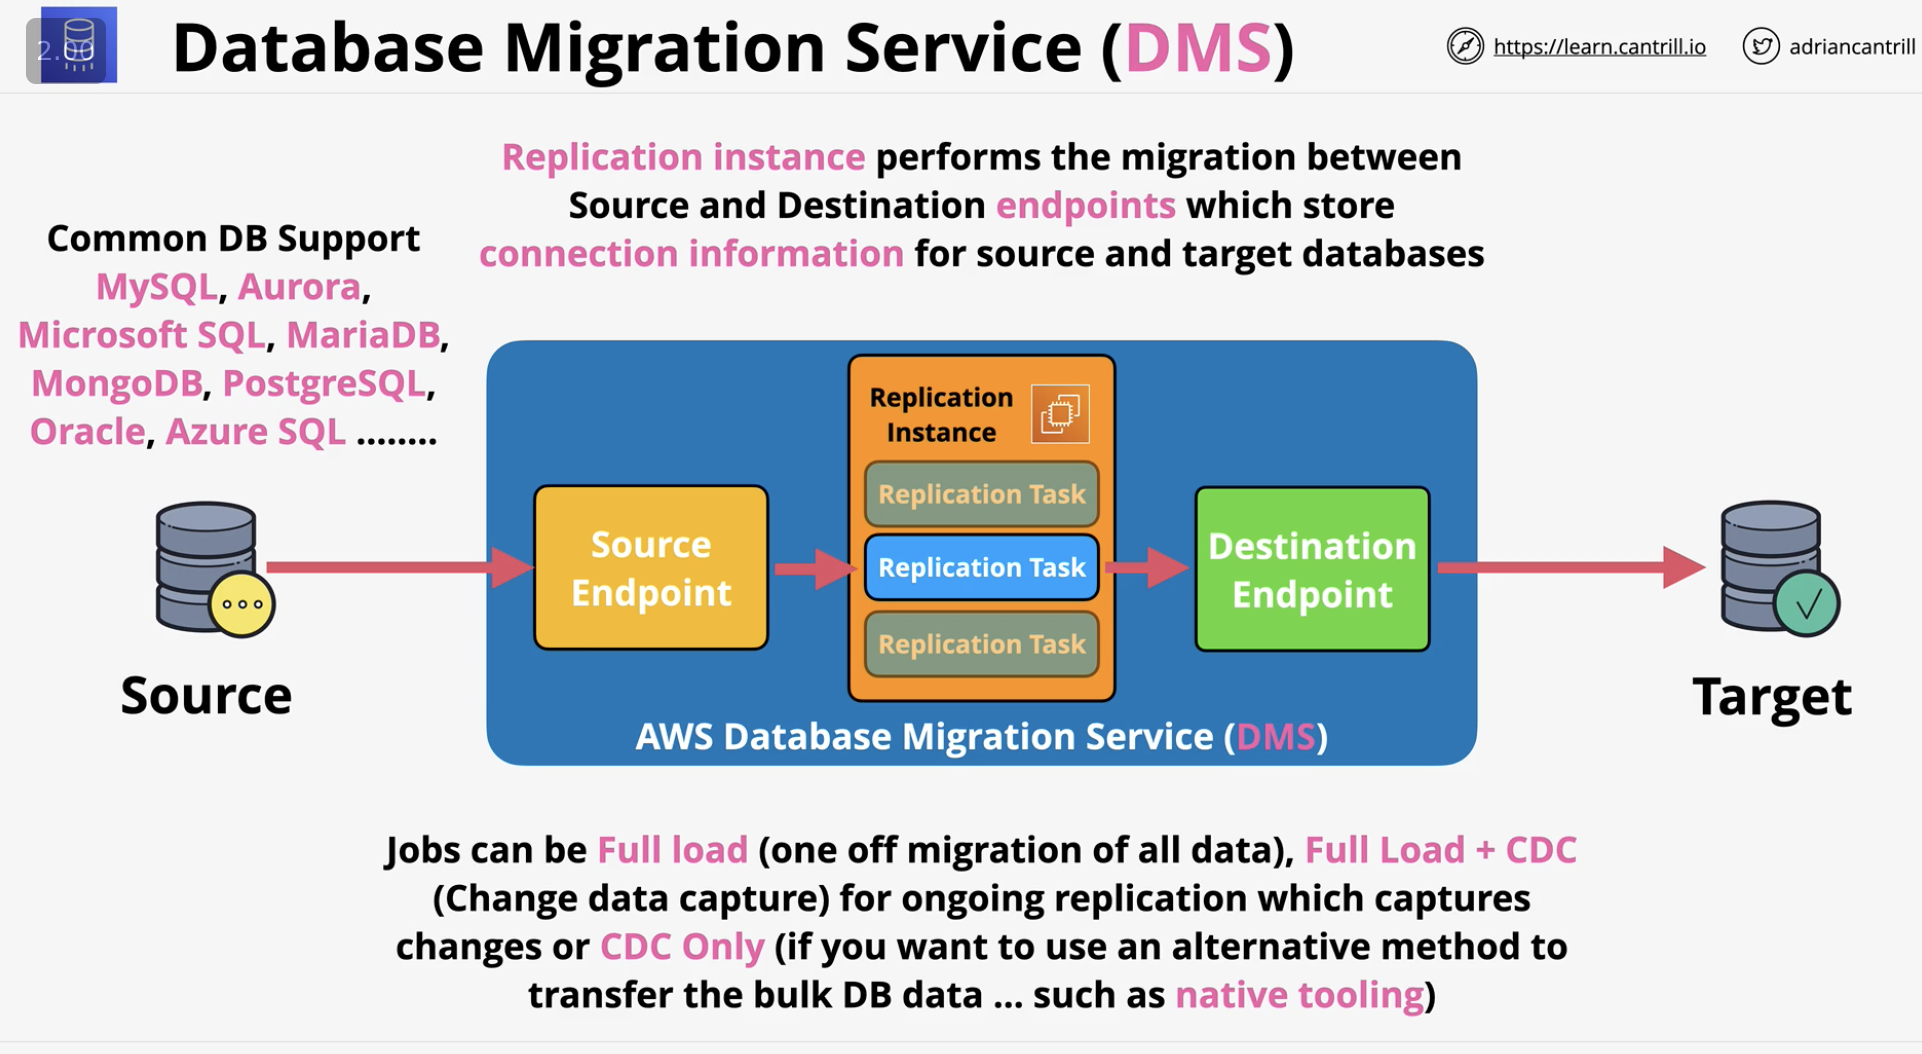 2.00
Database Migration Service (DMS)
https://learn.cantrill.io
adriancantrill
Replication instance performs the migration between
Source and Destination endpoints which store
connection information for source and target databases
Common DB Support
MySQL, Aurora,
Microsoft SQL, MariaDB,
MongoDB, PostgreSQL,
Oracle, Azure SQL ........
Source
Source
Endpoint
Replication
Instance
Replication Task
Replication Task
Replication Task
Destination
Endpoint
AWS Database Migration Service (DMS)
Target
Jobs can be Full load (one off migration of all data), Full Load + CDC
(Change data capture) for ongoing replication which captures
changes or CDC Only (if you want to use an alternative method to
transfer the bulk DB data ... such as native tooling)